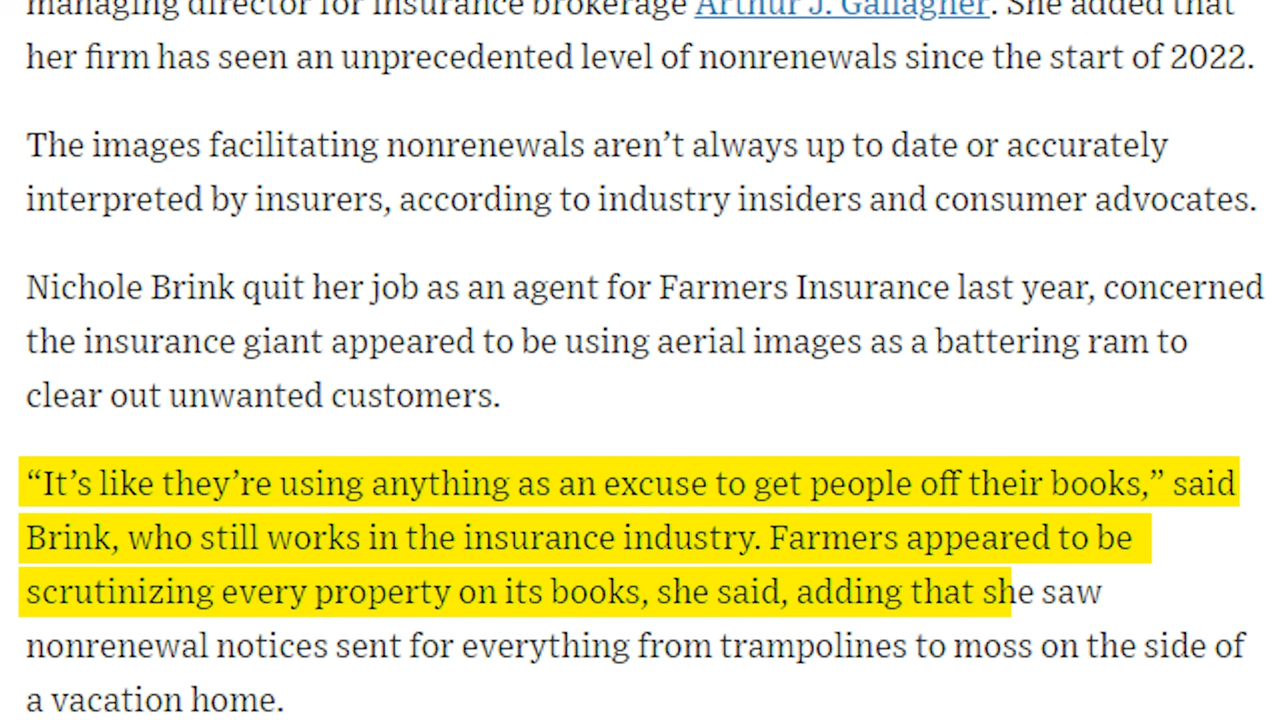 managing director for insurance brokerage Arthur J. Gallagher. She added that
her firm has seen an unprecedented level of nonrenewals since the start of 2022.
The images facilitating nonrenewals aren’t always up to date or accurately
interpreted by insurers, according to industry insiders and consumer advocates.
Nichole Brink quit her job as an agent for Farmers Insurance last year, concerned
the insurance giant appeared to be using aerial images as a battering ram to
clear out unwanted customers.
“It’s like they’re using anything as an excuse to get people off their books,” said
Brink, who still works in the insurance industry. Farmers appeared to be
scrutinizing every property on its books, she said, adding that she saw
nonrenewal notices sent for everything from trampolines to moss on the side of
a vacation home.